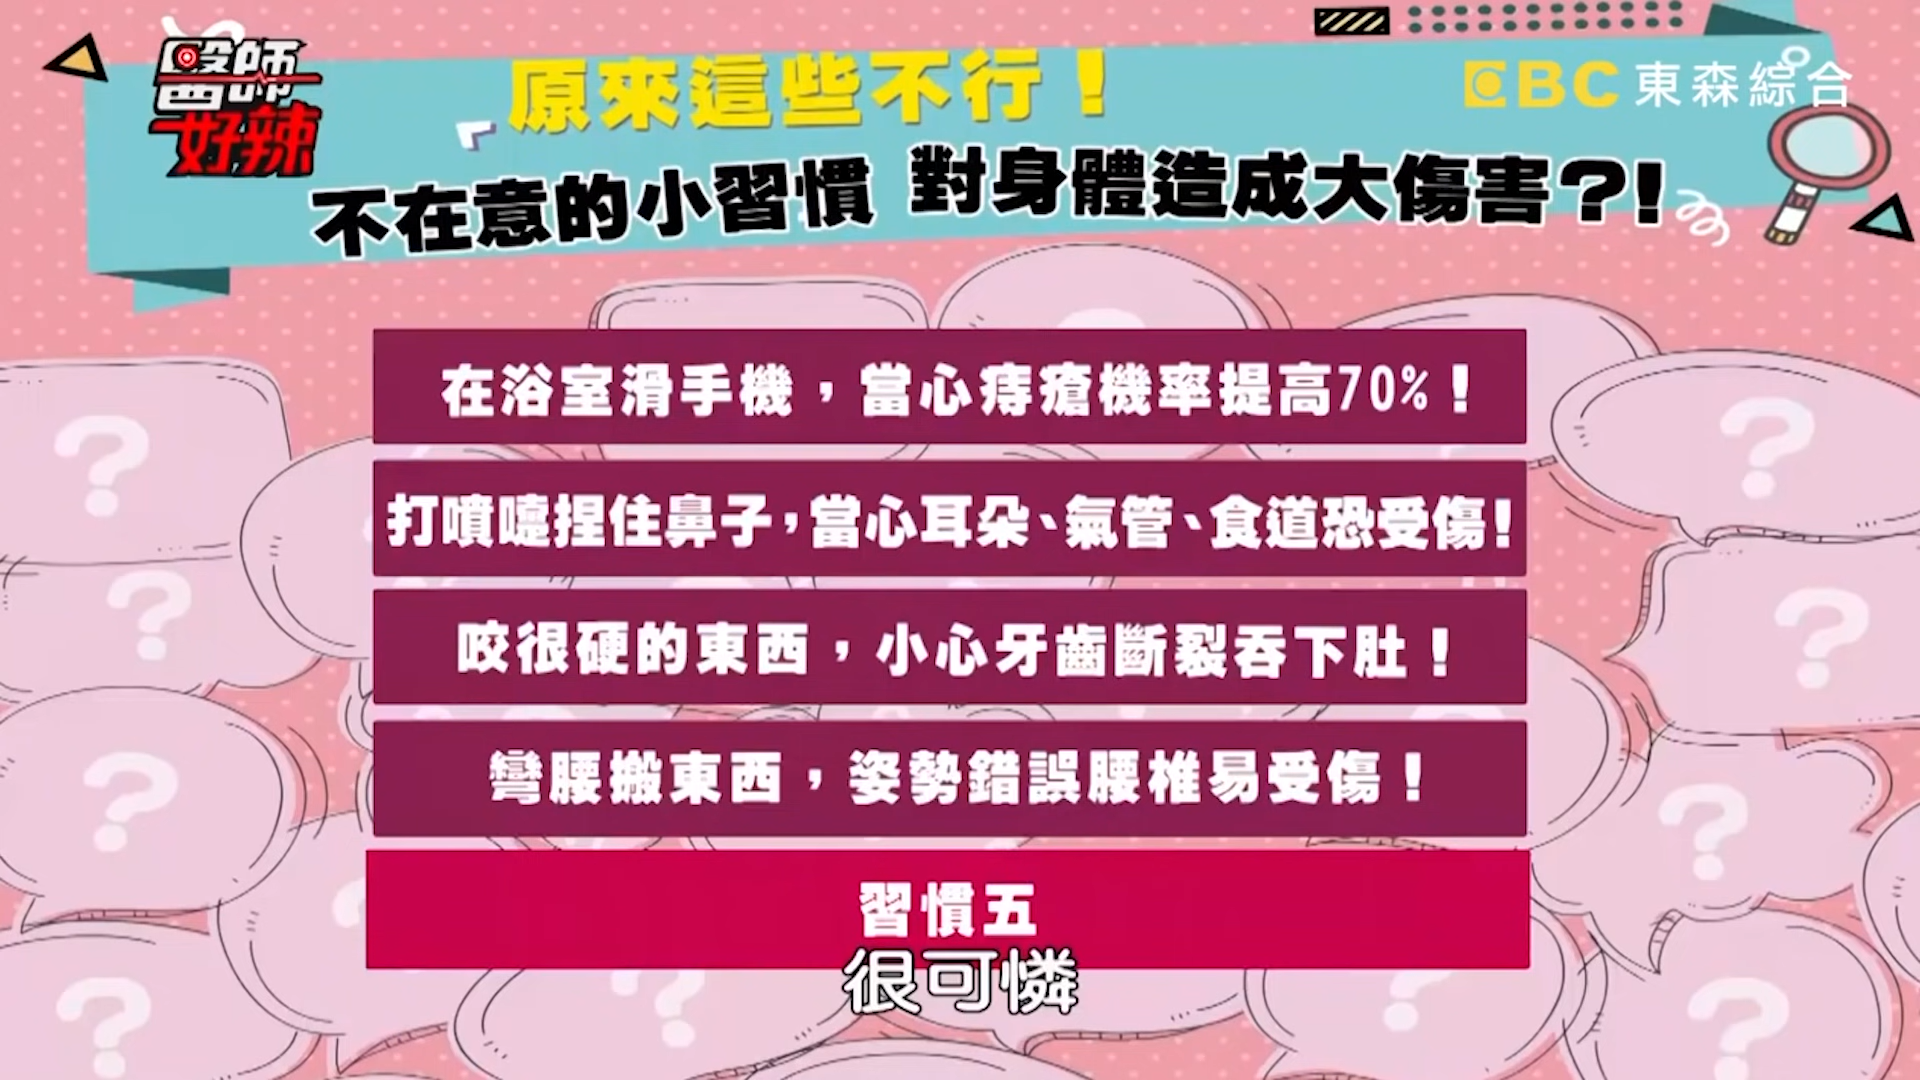 醫師
好辣
EBC 東森綜合
原來這些不行！
不在意的小習慣 對身體造成大傷害？！
在浴室滑手機，當心痔瘡機率提高70%！
打噴嚏捏住鼻子，當心耳朵、氣管、食道恐受傷！
咬很硬的東西，小心牙齒斷裂吞下肚！
彎腰搬東西，姿勢錯誤腰椎易受傷！
習慣五
很可憐